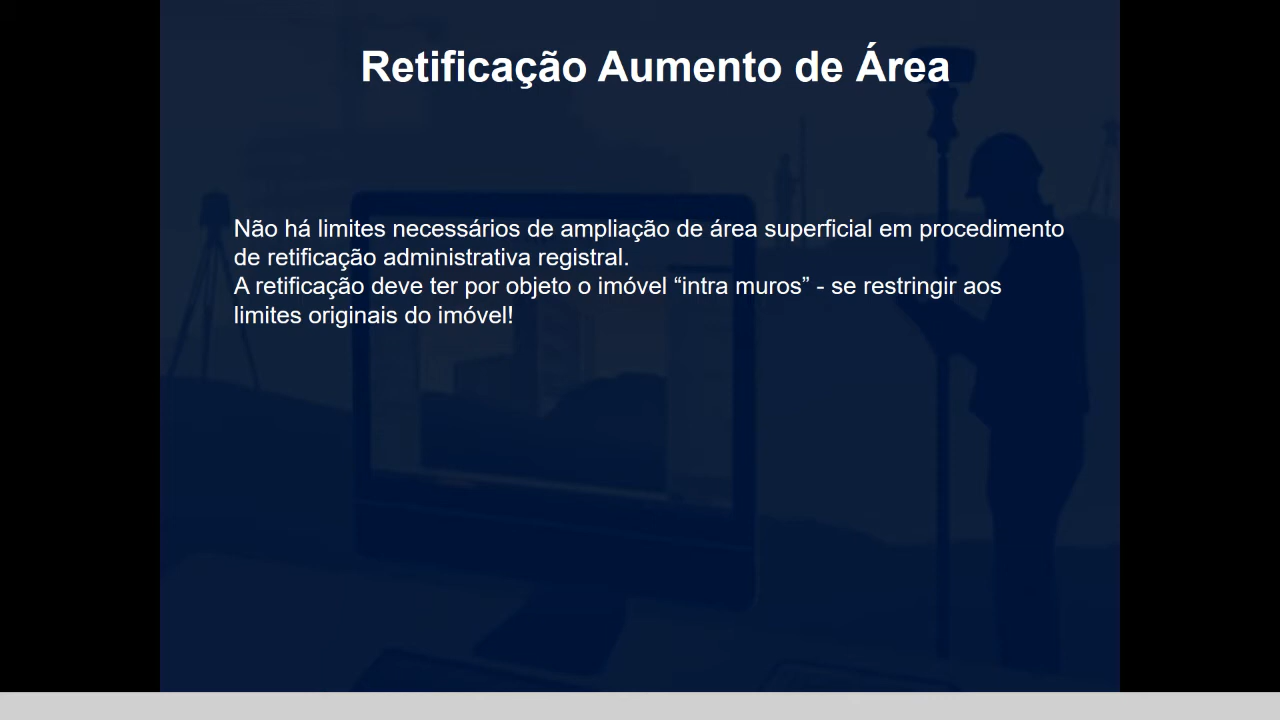 Retificação Aumento de Área
Não há limites necessários de ampliação de área superficial em procedimento
de retificação administrativa registral.
A retificação deve ter por objeto o imóvel “intra muros” - se restringir aos
limites originais do imóvel!